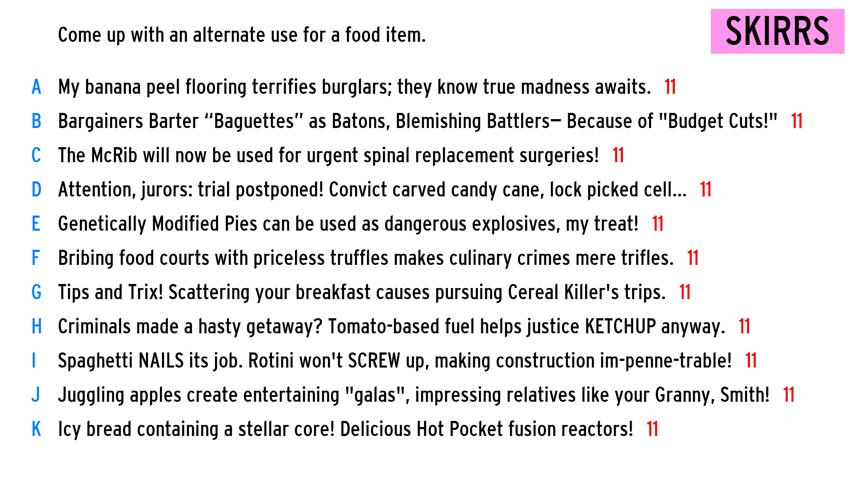 Come up with an alternate use for a food item.
SKIRRS
A My banana peel flooring terrifies burglars; they know true madness awaits. 11
B Bargainers Barter “Baguettes” as Batons, Blemishing Battlers— Because of "Budget Cuts!" 11
C The McRib will now be used for urgent spinal replacement surgeries! 11
D Attention, jurors: trial postponed! Convict carved candy cane, lock picked cell... 11
E Genetically Modified Pies can be used as dangerous explosives, my treat! 11
F Bribing food courts with priceless truffles makes culinary crimes mere trifles. 11
G Tips and Trix! Scattering your breakfast causes pursuing Cereal Killer's trips. 11
H Criminals made a hasty getaway? Tomato-based fuel helps justice KETCHUP anyway. 11
I Spaghetti NAILS its job. Rotini won't SCREW up, making construction im-penne-trable! 11
J Juggling apples create entertaining "galas", impressing relatives like your Granny, Smith! 11
K Icy bread containing a stellar core! Delicious Hot Pocket fusion reactors! 11